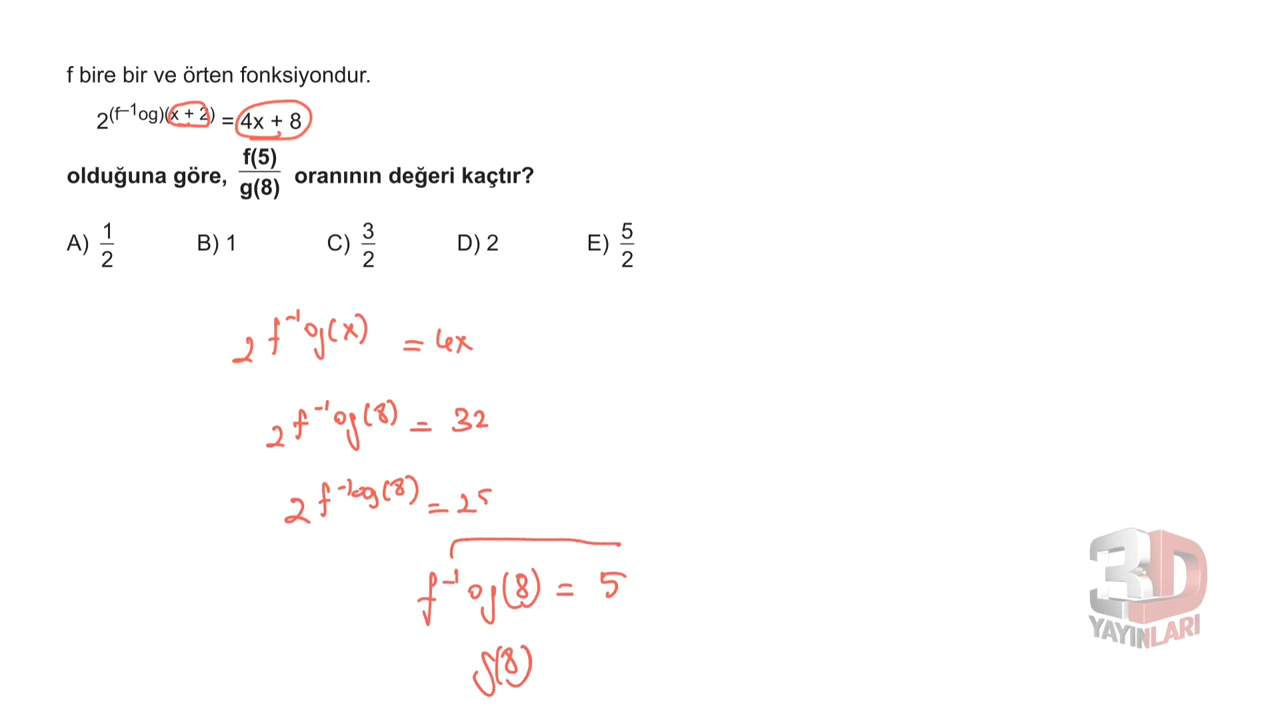 f bire bir ve örten fonksiyondur.
2^(f⁻¹og)(x + 2) = 4x + 8
olduğuna göre, f(5)/g(8) oranının değeri kaçtır?
A) 1/2 B) 1 C) 3/2 D) 2 E) 5/2
2^f⁻¹og(x) = 4x
2^f⁻¹og(8) = 32
2^f⁻¹og(8) = 2⁵
f⁻¹og(8) = 5
g(8)
3D
YAYINLARI